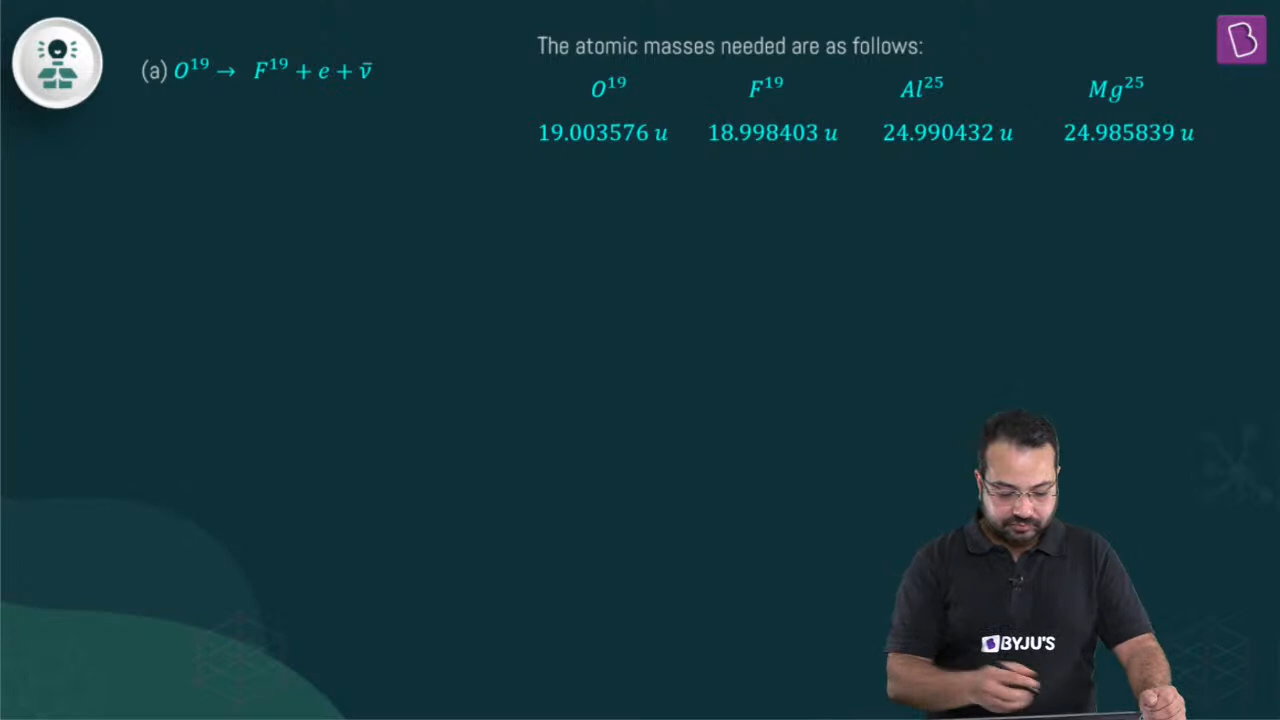 (a) O¹⁹ → F¹⁹ + e + ν̄
The atomic masses needed are as follows:
O¹⁹ F¹⁹ Al²⁵ Mg²⁵
19.003576 u 18.998403 u 24.990432 u 24.985839 u
B
BYJU'S